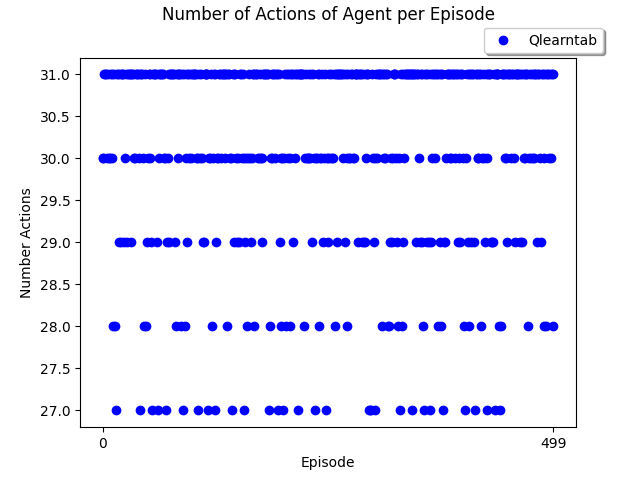 Number of Actions of Agent per Episode
Qlearntab
31.0
30.5
30.0
29.5
29.0
28.5
28.0
27.5
27.0
Number Actions
0 499
Episode